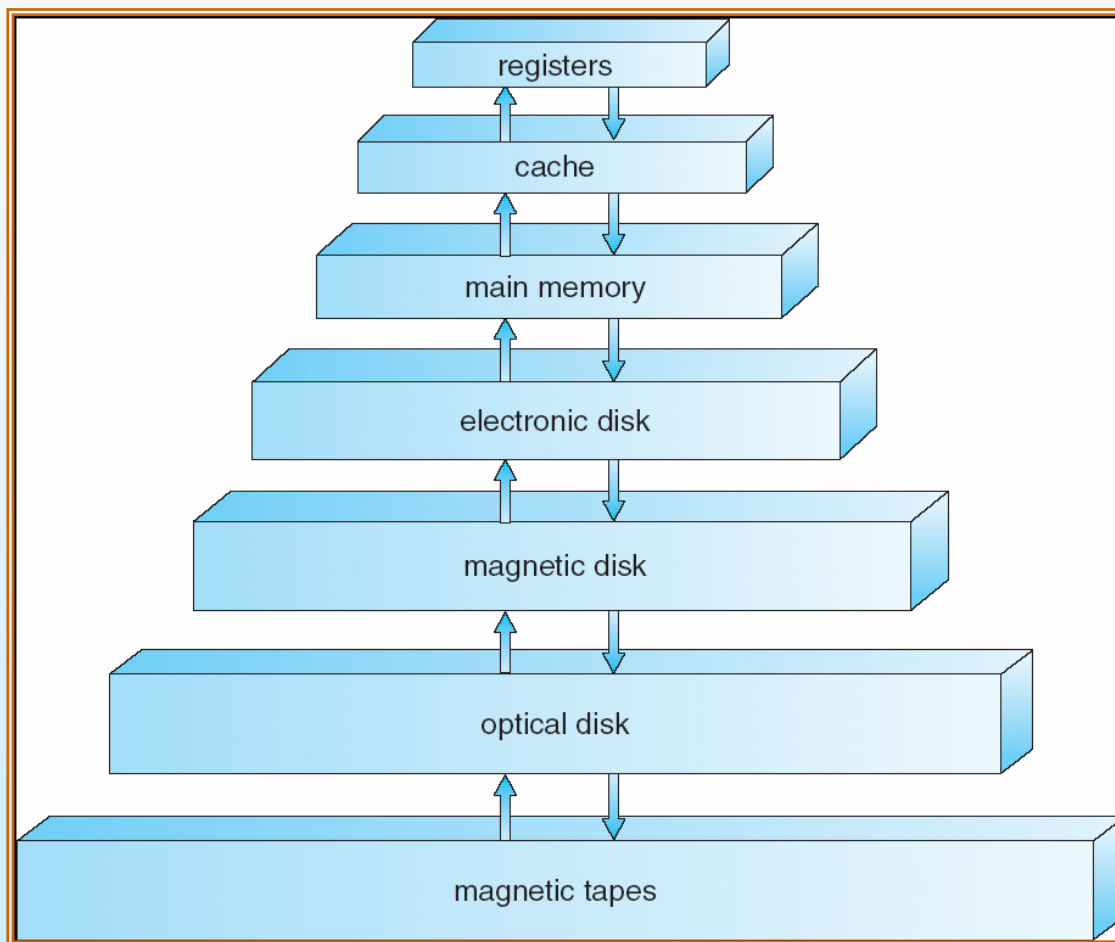 registers
cache
main memory
electronic disk
magnetic disk
optical disk
magnetic tapes